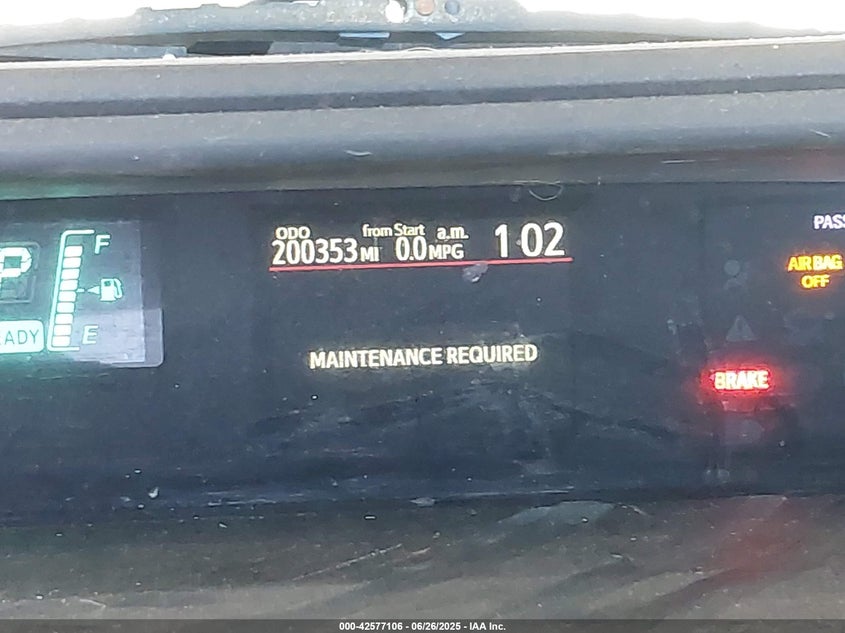 ODO from Start a.m.
200353 MI 0.0 MPG 1 02
P
F
E
MAINTENANCE REQUIRED
PASS
AIR BAG
OFF
BRAKE
000-42577106 - 06/26/2025 - IAA Inc.